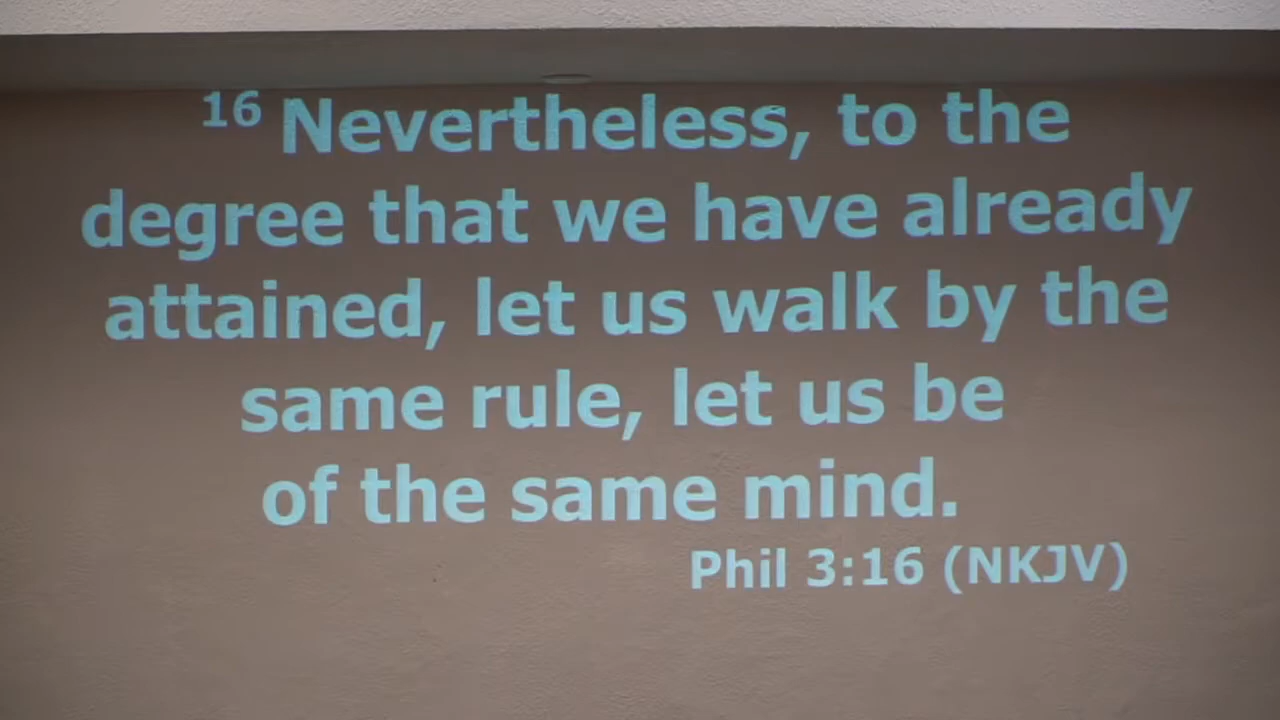 16 Nevertheless, to the
degree that we have already
attained, let us walk by the
same rule, let us be
of the same mind.
Phil 3:16 (NKJV)